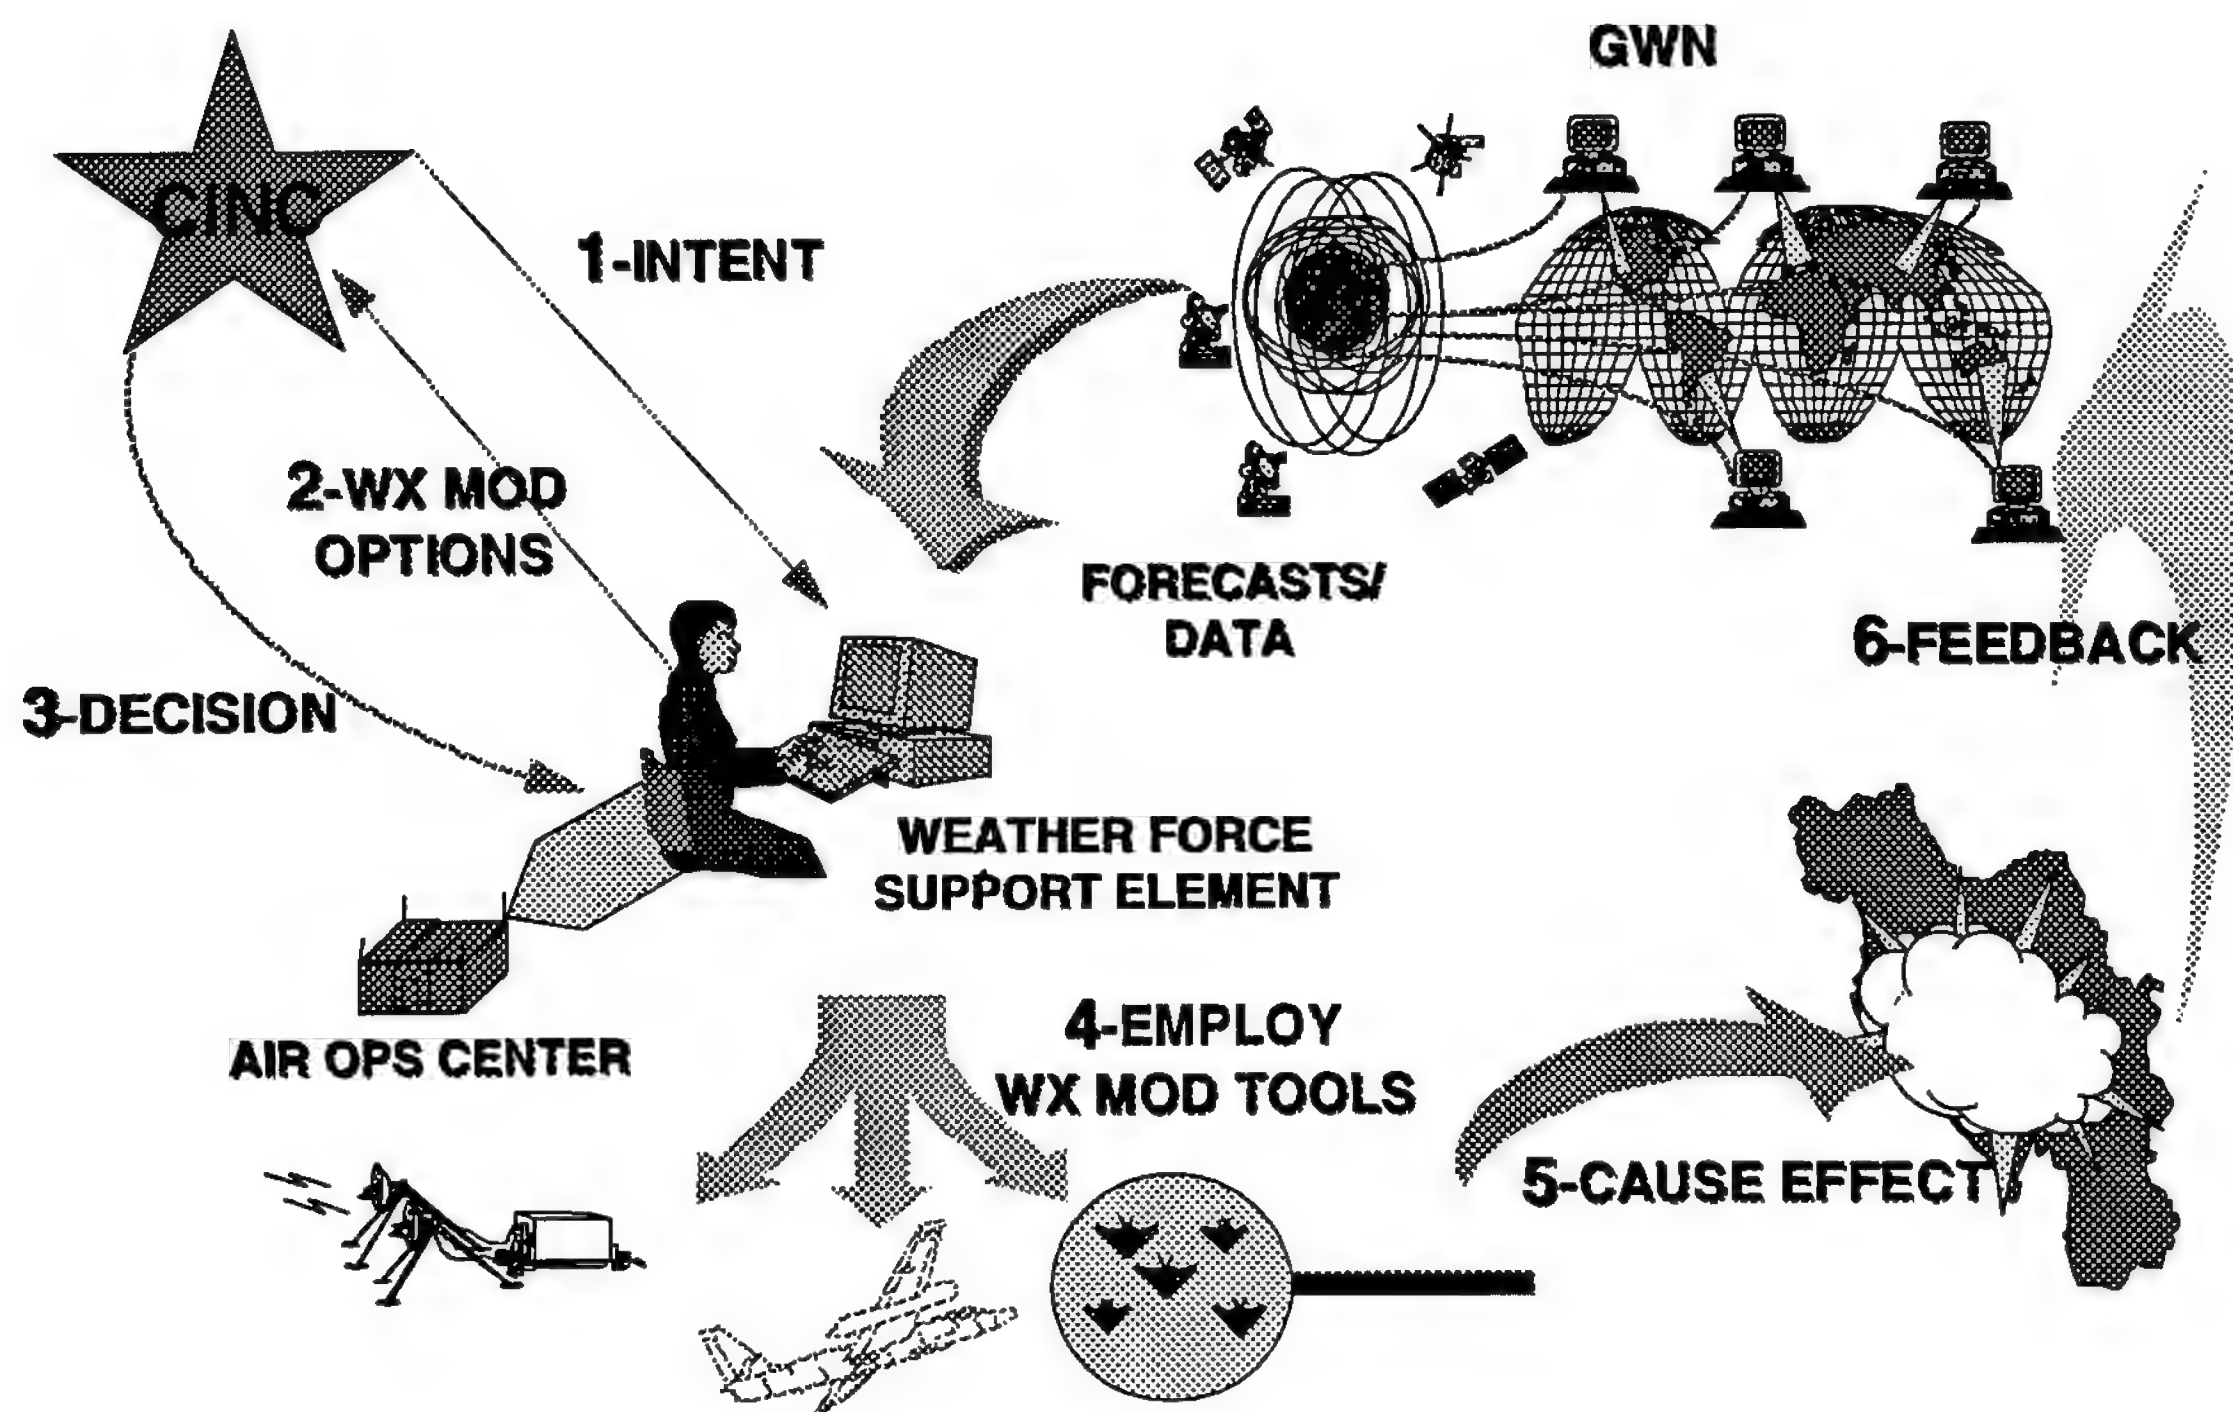 GWN
CINC
1-INTENT
2-WX MOD
OPTIONS
FORECASTS/
DATA
6-FEEDBACK
3-DECISION
WEATHER FORCE
SUPPORT ELEMENT
AIR OPS CENTER
4-EMPLOY
WX MOD TOOLS
5-CAUSE EFFECT